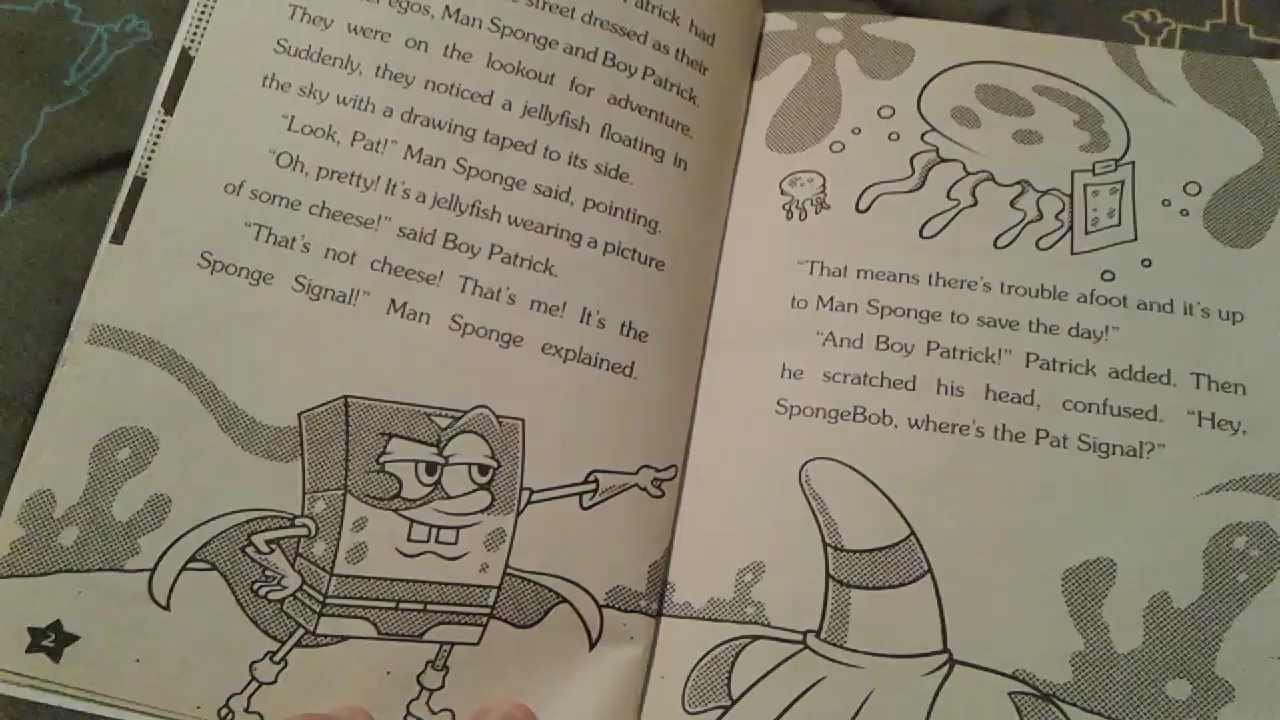 Patrick had
street dressed as their
egos, Man Sponge and Boy Patrick.
They were on the lookout for adventure.
Suddenly, they noticed a jellyfish floating in
the sky with a drawing taped to its side.
“Look, Pat!” Man Sponge said, pointing.
“Oh, pretty! It’s a jellyfish wearing a picture
of some cheese!” said Boy Patrick.
“That’s not cheese! That’s me! It’s the
Sponge Signal!” Man Sponge explained.
2
“That means there’s trouble afoot and it’s up
to Man Sponge to save the day!”
“And Boy Patrick!” Patrick added. Then
he scratched his head, confused. “Hey,
SpongeBob, where’s the Pat Signal?”